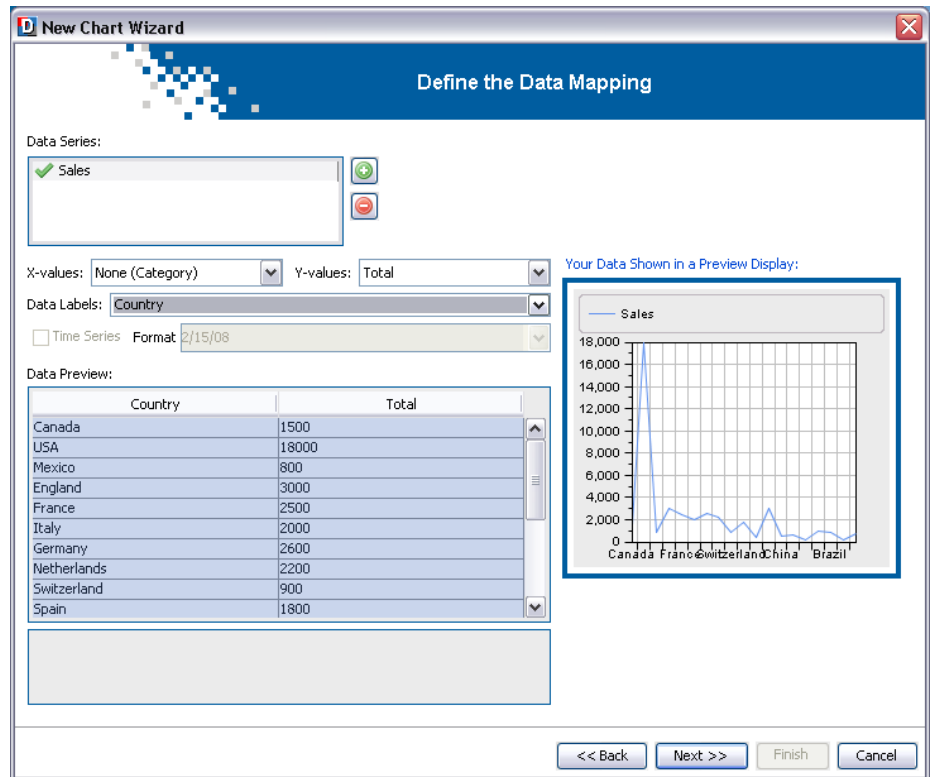 D New Chart Wizard
Define the Data Mapping
Data Series:
Sales
X-values: None (Category) Y-values: Total
Data Labels: Country
Time Series Format 2/15/08
Data Preview:
Country Total
Canada 1500
USA 18000
Mexico 800
England 3000
France 2500
Italy 2000
Germany 2600
Netherlands 2200
Switzerland 900
Spain 1800
Your Data Shown in a Preview Display:
Sales
18,000
16,000
14,000
12,000
10,000
8,000
6,000
4,000
2,000
0
Canada France Switzerland China Brazil
<< Back Next >> Finish Cancel